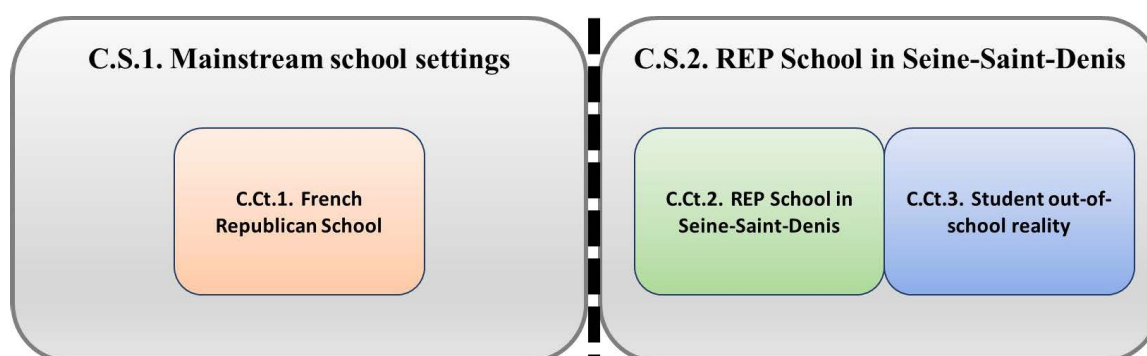 C.S.1. Mainstream school settings
C.Ct.1. French
Republican School
C.S.2. REP School in Seine-Saint-Denis
C.Ct.2. REP School in
Seine-Saint-Denis
C.Ct.3. Student out-of-
school reality